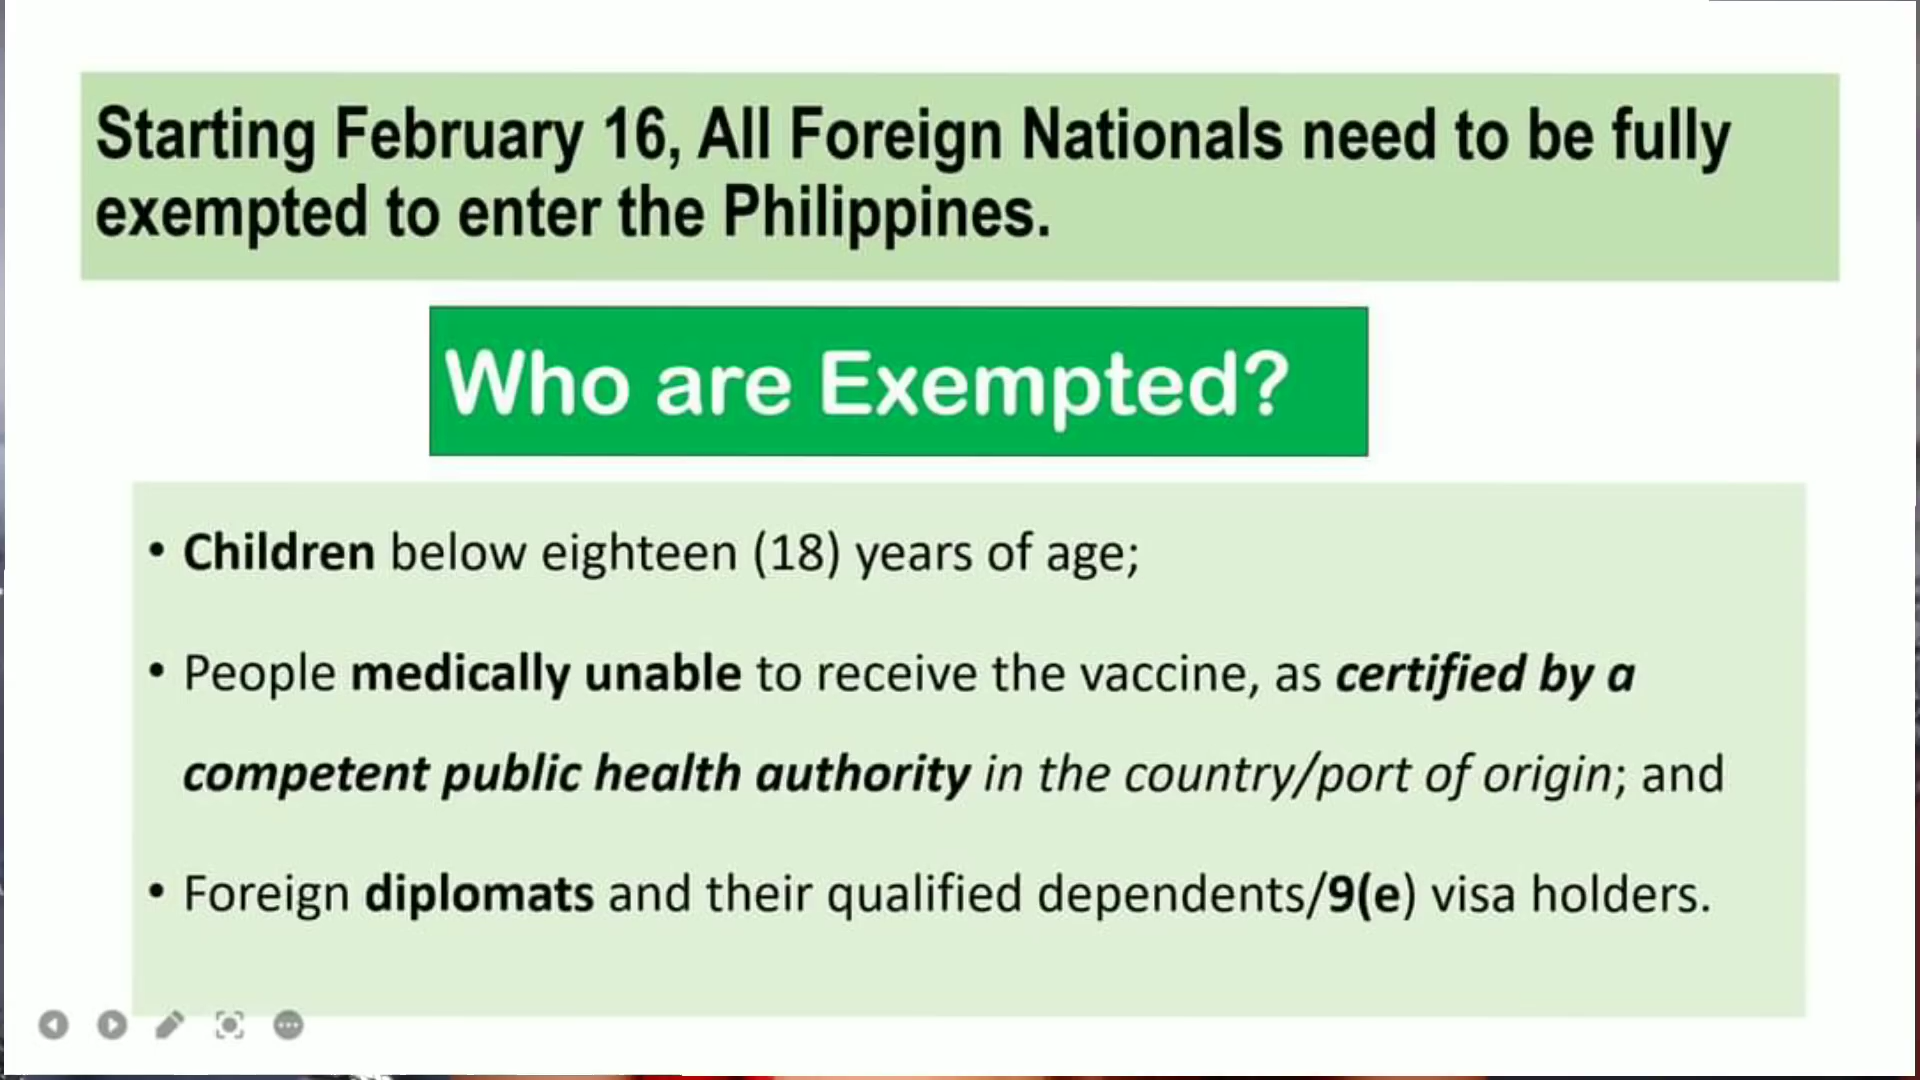 Starting February 16, All Foreign Nationals need to be fully
exempted to enter the Philippines.
Who are Exempted?
• Children below eighteen (18) years of age;
• People medically unable to receive the vaccine, as certified by a
competent public health authority in the country/port of origin; and
• Foreign diplomats and their qualified dependents/9(e) visa holders.